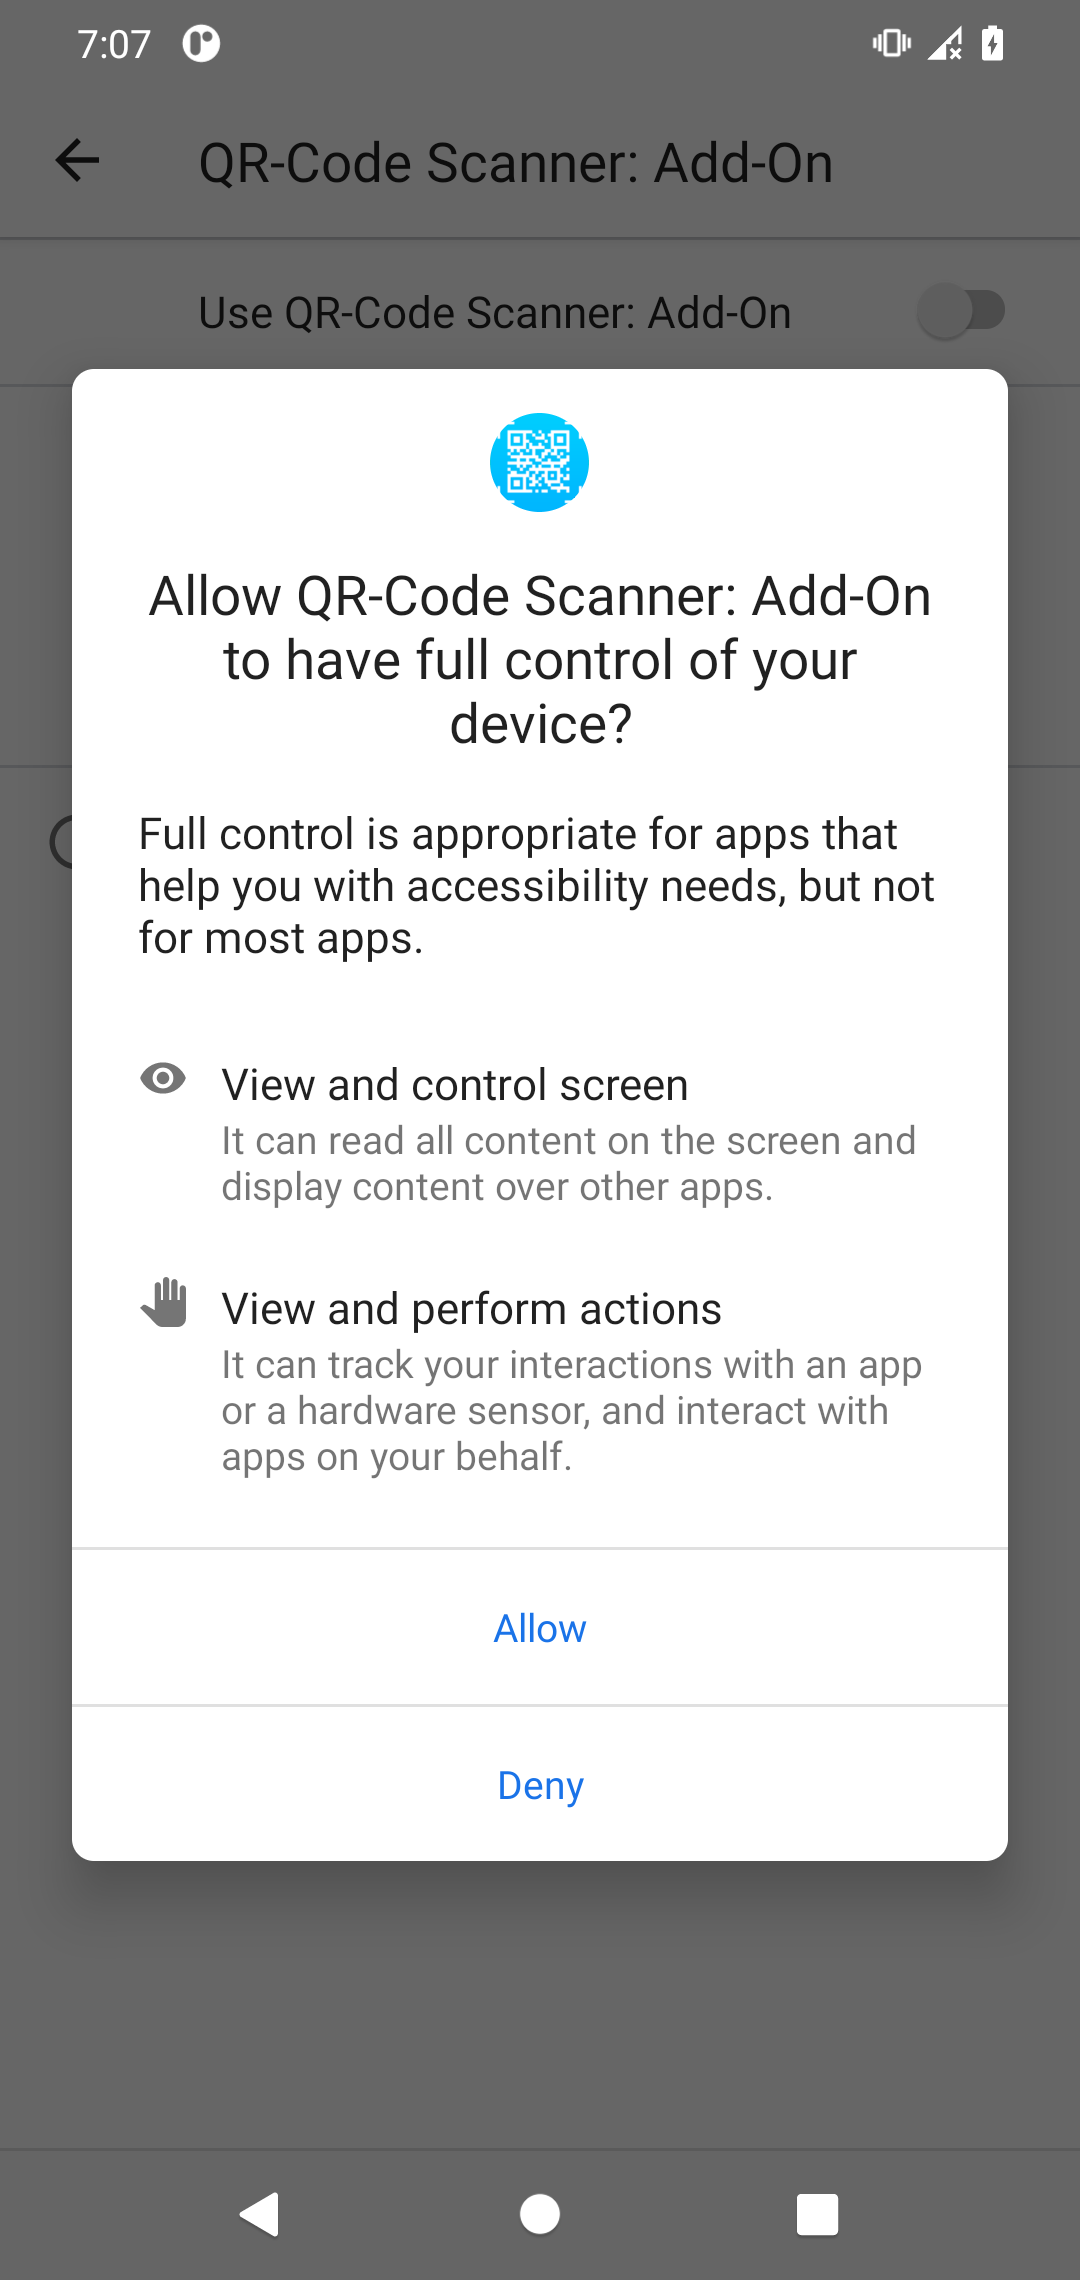 7:07
QR-Code Scanner: Add-On
Use QR-Code Scanner: Add-On
Allow QR-Code Scanner: Add-On
to have full control of your
device?
Full control is appropriate for apps that
help you with accessibility needs, but not
for most apps.
View and control screen
It can read all content on the screen and
display content over other apps.
View and perform actions
It can track your interactions with an app
or a hardware sensor, and interact with
apps on your behalf.
Allow
Deny